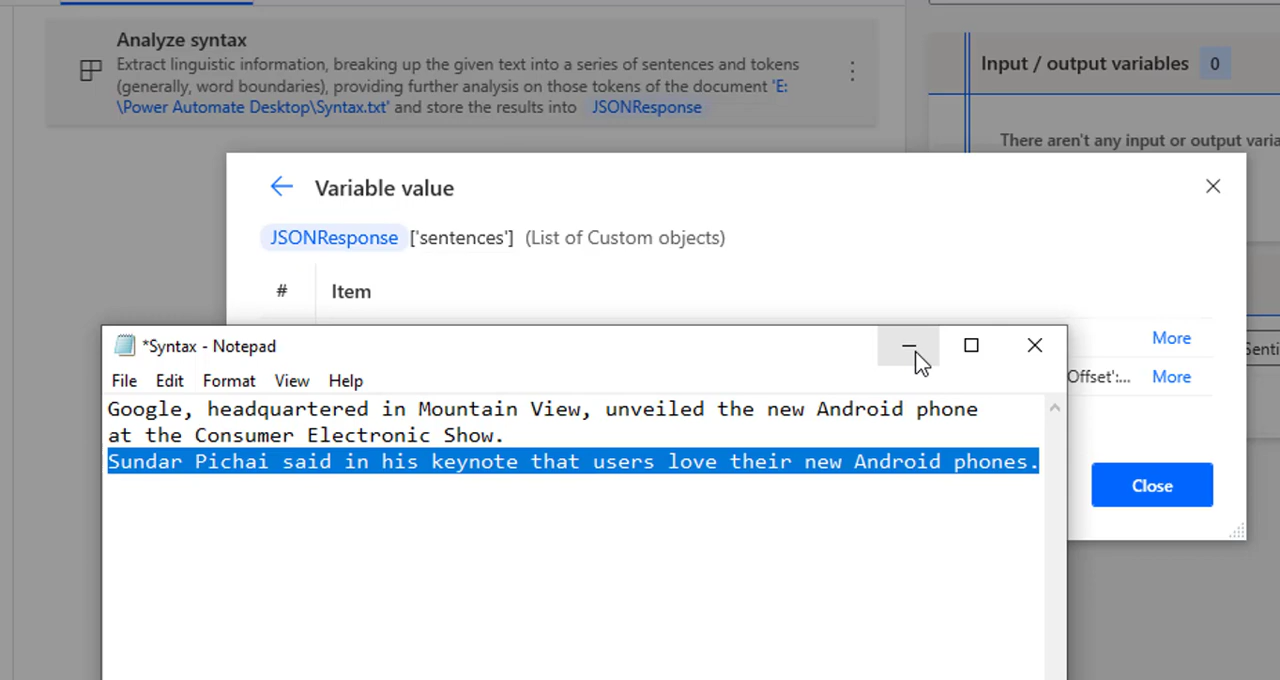 Analyze syntax
Extract linguistic information, breaking up the given text into a series of sentences and tokens
(generally, word boundaries), providing further analysis on those tokens of the document 'E:
\Power Automate Desktop\Syntax.txt' and store the results into JSONResponse
Input / output variables 0
There aren't any input or output varia
Variable value
JSONResponse ['sentences'] (List of Custom objects)
# Item
More
Offset':... More
Senti
*Syntax - Notepad
File Edit Format View Help
Google, headquartered in Mountain View, unveiled the new Android phone
at the Consumer Electronic Show.
Sundar Pichai said in his keynote that users love their new Android phones.
Close